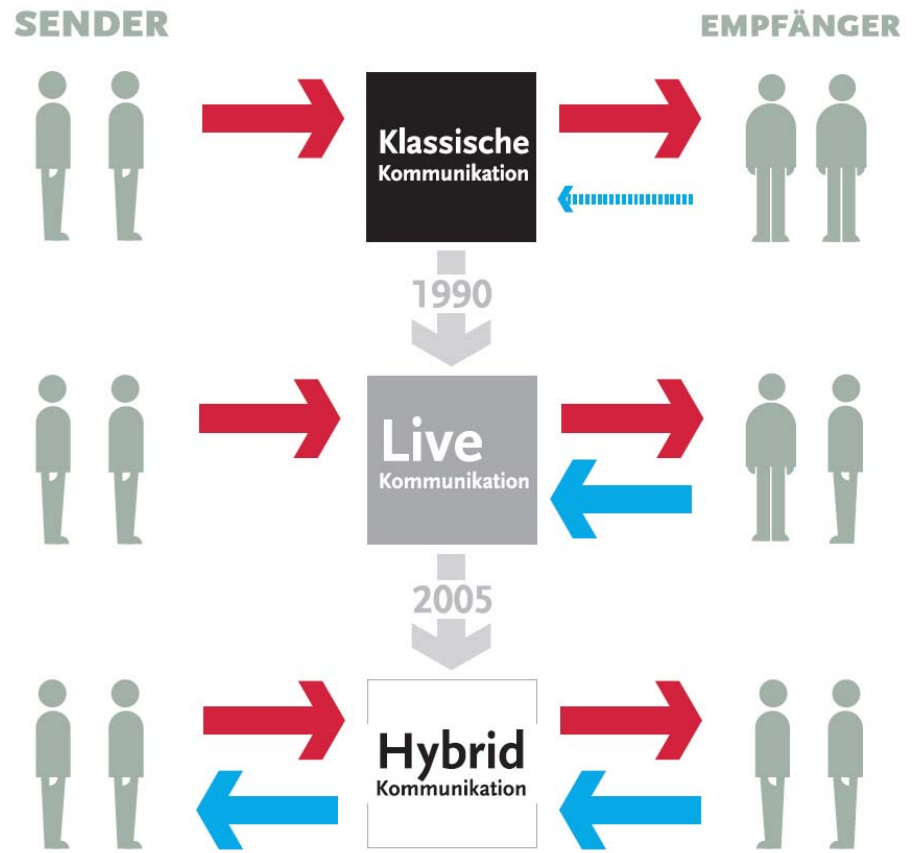 SENDER
EMPFÄNGER
Klassische
Kommunikation
1990
Live
Kommunikation
2005
Hybrid
Kommunikation